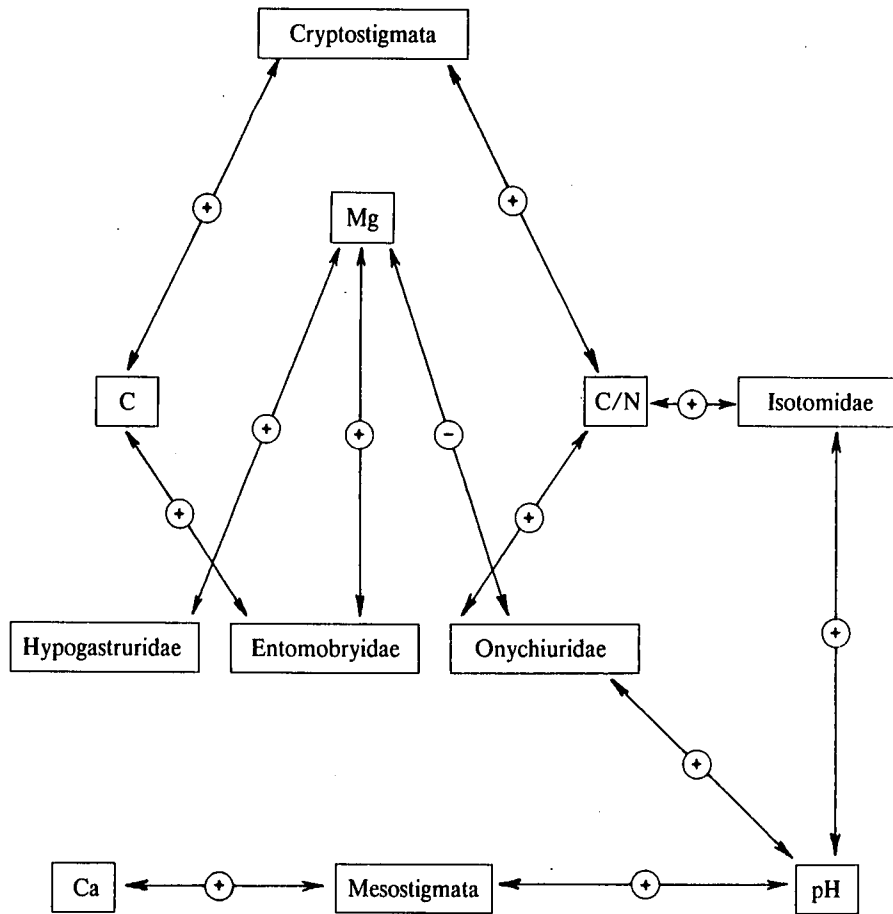 Cryptostigmata
+
+
Mg
C
C/N
+
Isotomidae
+
+
−
+
+
Hypogastruridae
Entomobryidae
Onychiuridae
+
+
Ca
+
Mesostigmata
+
pH